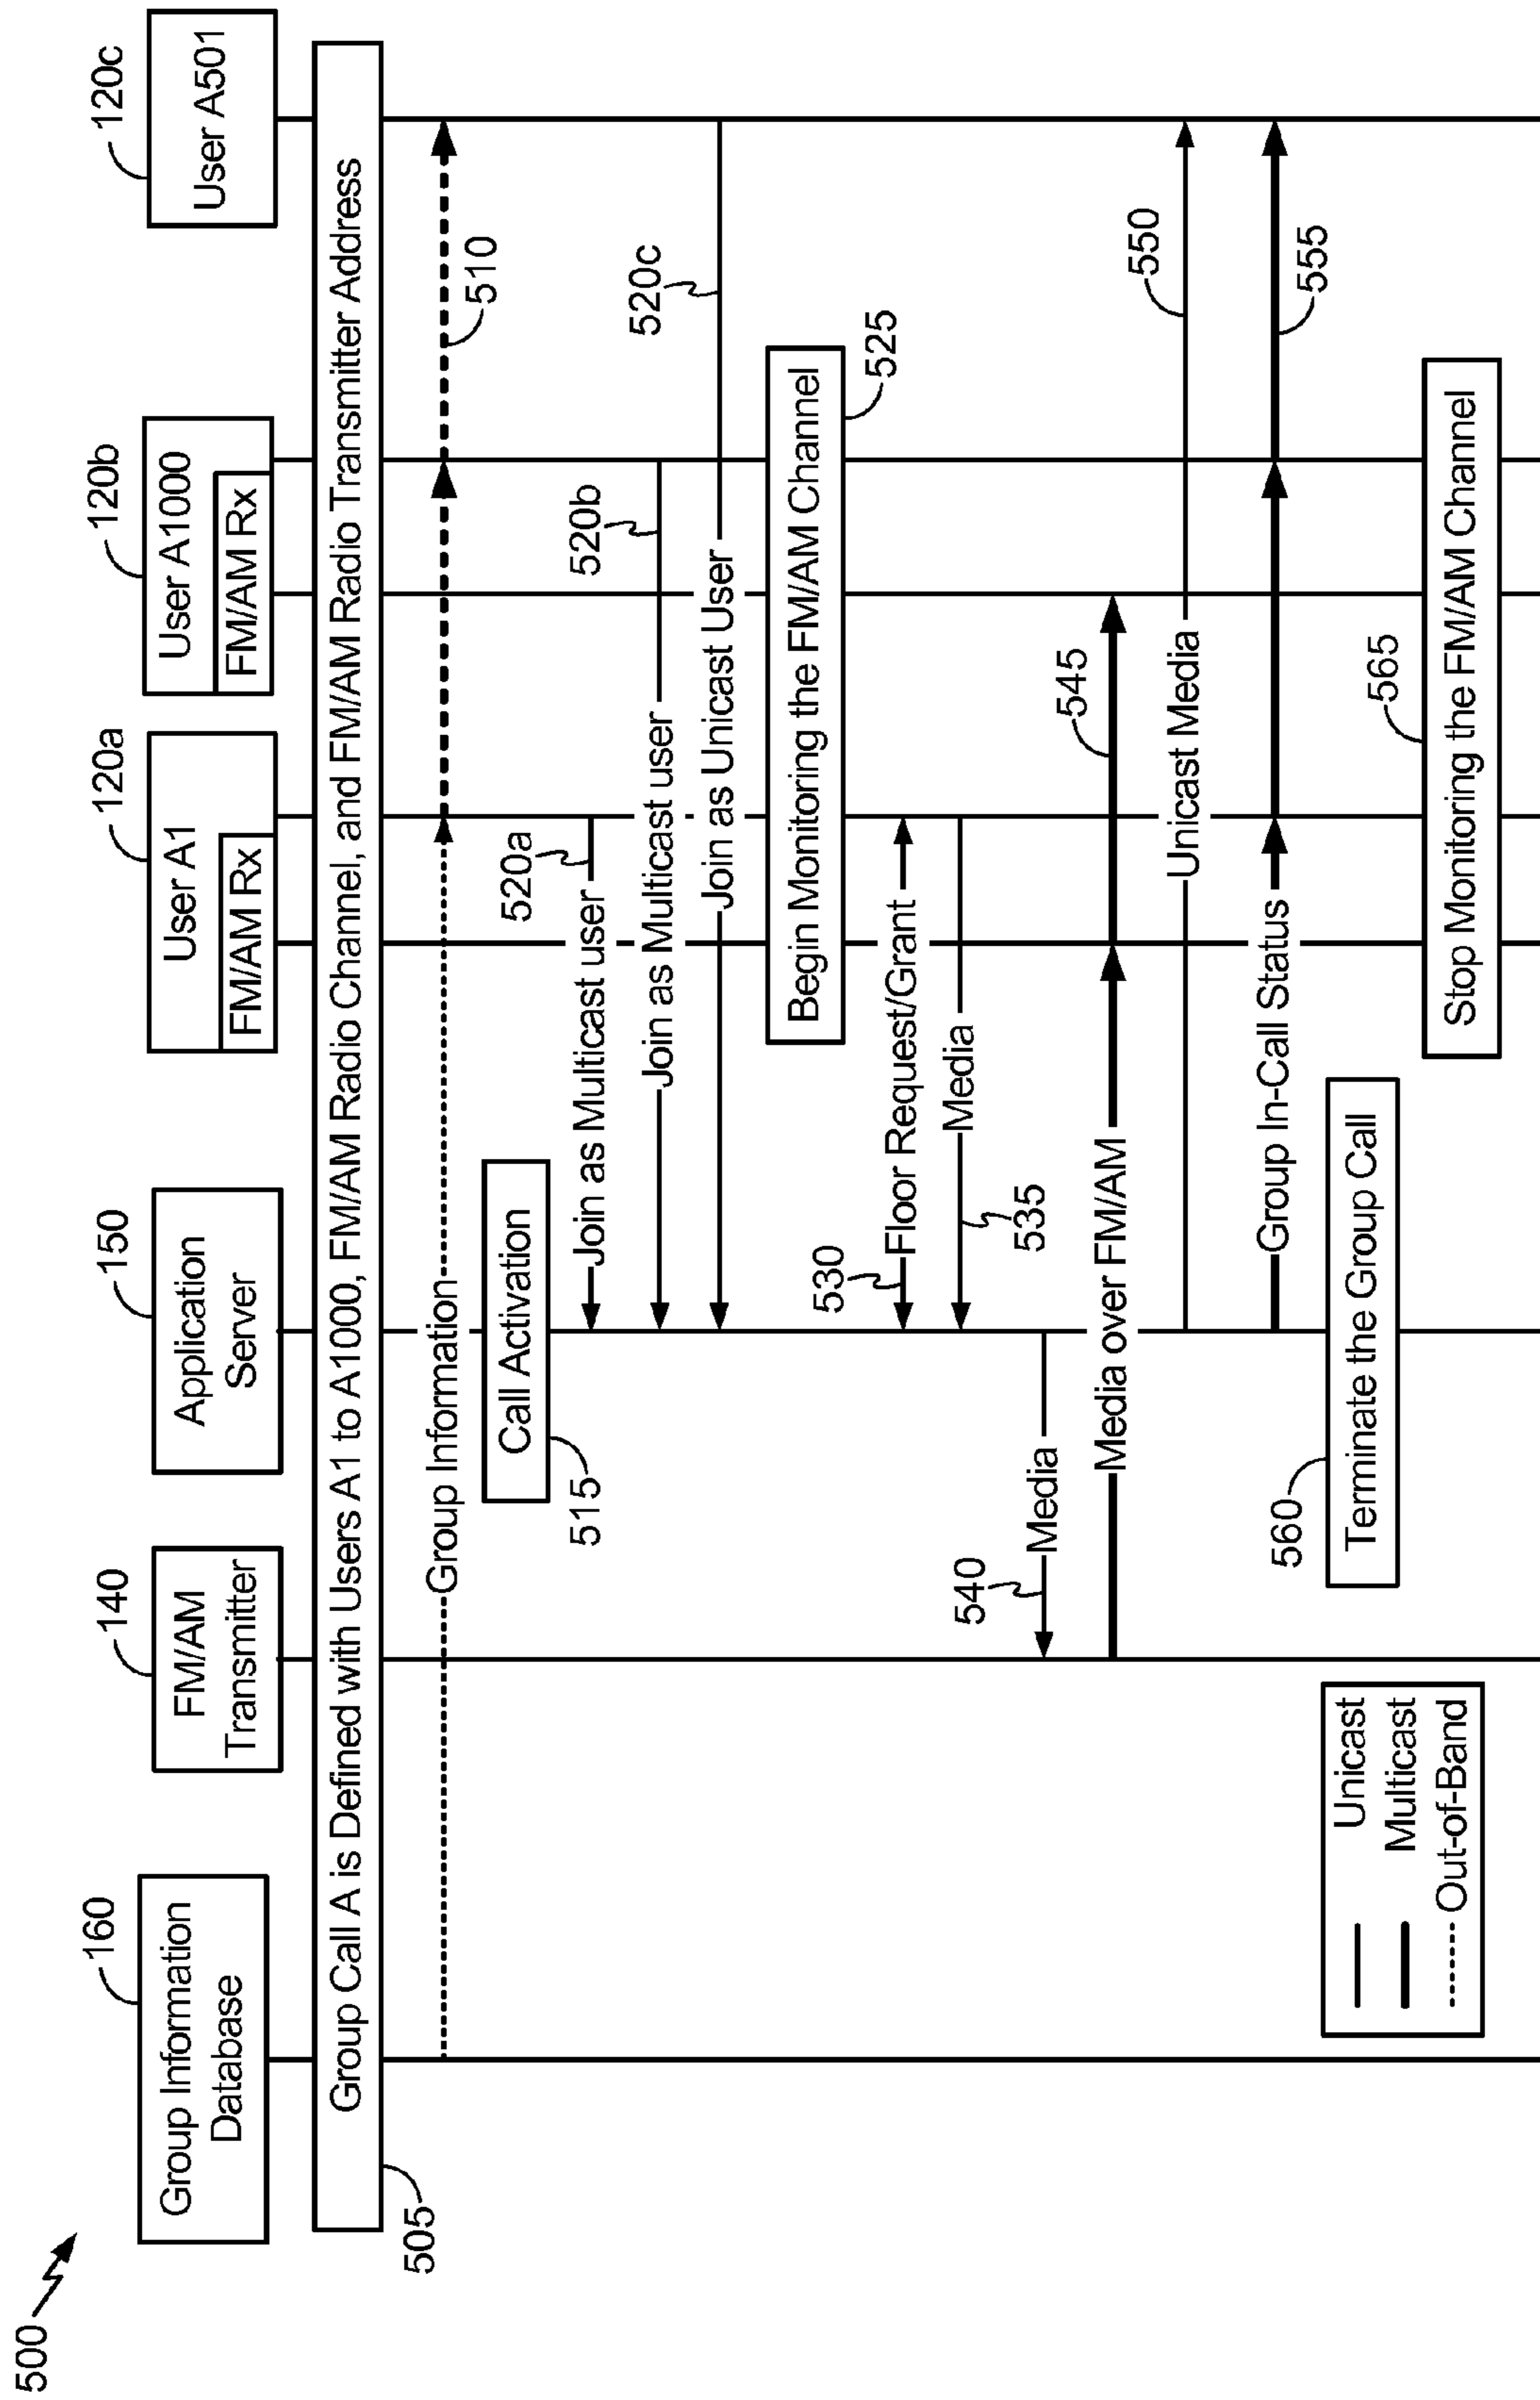 500
160
140
150
120a
120b
120c
Group Information
Database
FM/AM
Transmitter
Application
Server
User A1
FM/AM Rx
User A1000
FM/AM Rx
User A501
505
Group Call A is Defined with Users A1 to A1000, FM/AM Radio Channel, and FM/AM Radio Transmitter Address
Group Information
510
515
Call Activation
520a
Join as Multicast user
520b
Join as Multicast user
520c
Join as Unicast User
Begin Monitoring the FM/AM Channel
525
530
Floor Request/Grant
Media
535
540
Media
545
Media over FM/AM
550
Unicast Media
Group In-Call Status
555
560
Terminate the Group Call
565
Stop Monitoring the FM/AM Channel
Unicast
Multicast
Out-of-Band